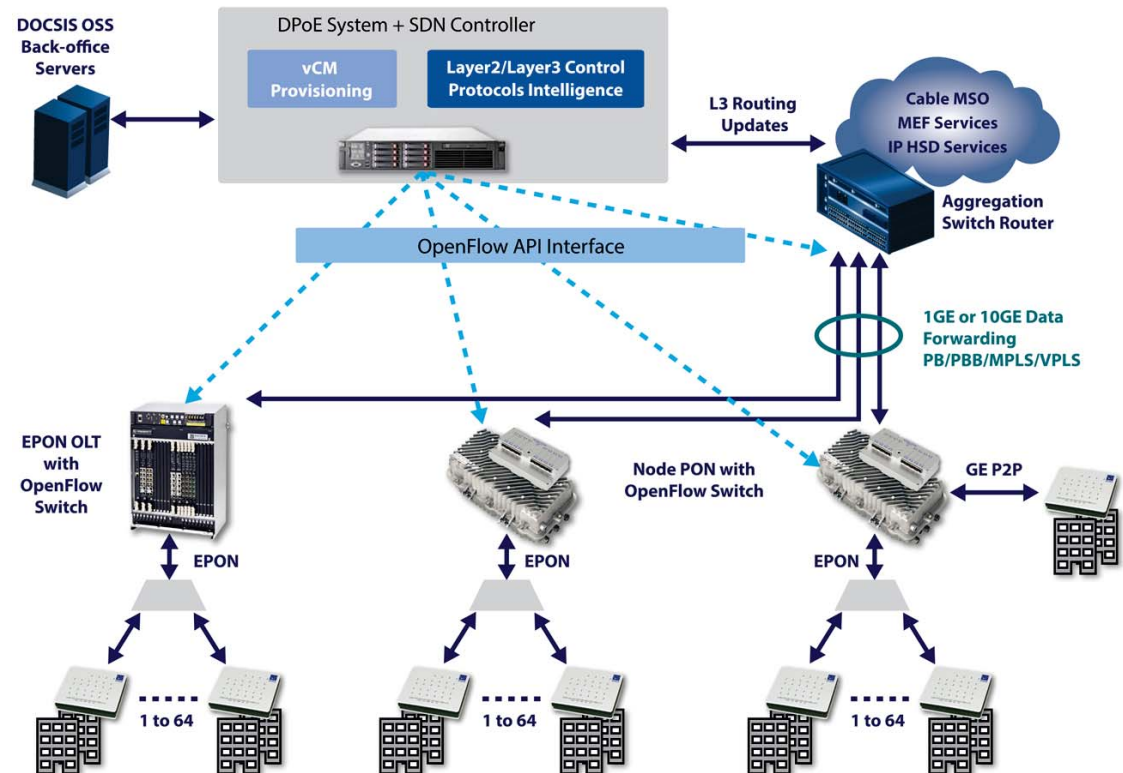 DOCSIS OSS
Back-office
Servers
DPoE System + SDN Controller
vCM
Provisioning
Layer2/Layer3 Control
Protocols Intelligence
L3 Routing
Updates
Cable MSO
MEF Services
IP HSD Services
Aggregation
Switch Router
OpenFlow API Interface
1GE or 10GE Data
Forwarding
PB/PBB/MPLS/VPLS
EPON OLT
with
OpenFlow
Switch
Node PON with
OpenFlow Switch
GE P2P
EPON
EPON
EPON
1 to 64
1 to 64
1 to 64